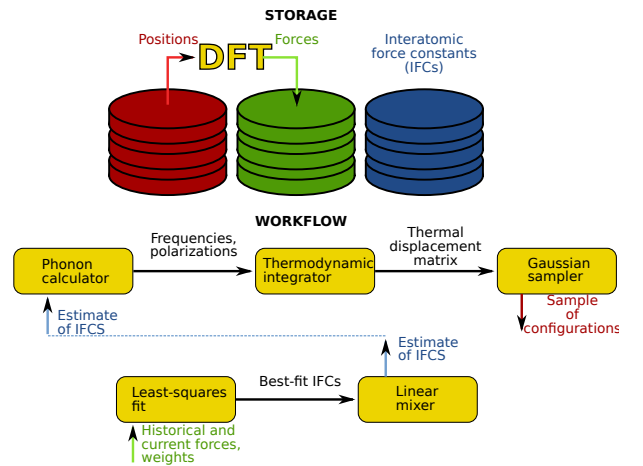 STORAGE
Positions
DFT
Forces
Interatomic
force constants
(IFCs)
WORKFLOW
Phonon
calculator
Frequencies,
polarizations
Thermodynamic
integrator
Thermal
displacement
matrix
Gaussian
sampler
Estimate
of IFCS
Sample
of
configurations
Estimate
of IFCS
Least-squares
fit
Best-fit IFCs
Linear
mixer
Historical and
current forces,
weights